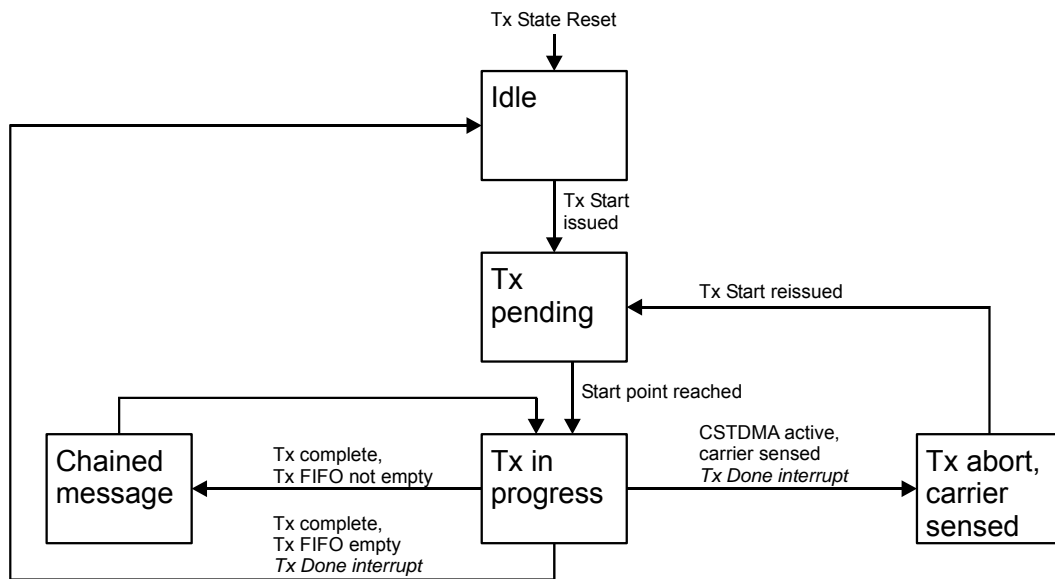 Tx State Reset
Idle
Tx Start
issued
Tx
pending
Tx Start reissued
Start point reached
Chained
message
Tx complete,
Tx FIFO not empty
Tx in
progress
CSTDMA active,
carrier sensed
Tx Done interrupt
Tx abort,
carrier
sensed
Tx complete,
Tx FIFO empty
Tx Done interrupt